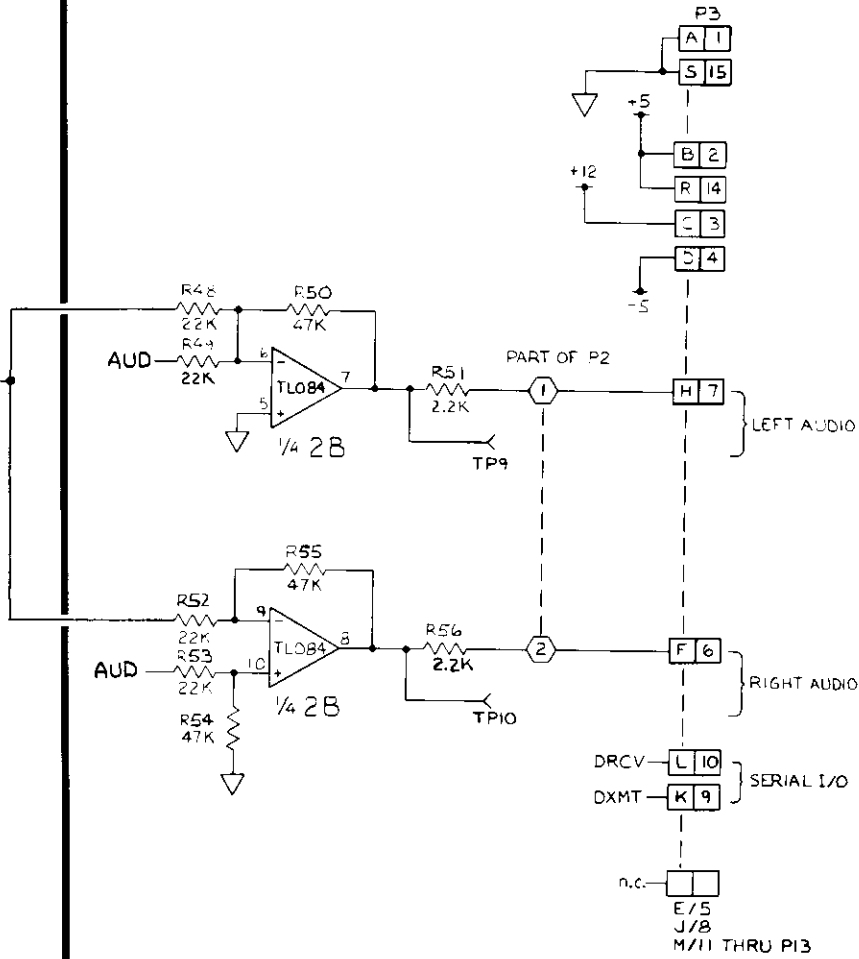 P3
A 1
S 15
+5
B 2
+12
R 14
C 3
D 4
-5
R48
22K
R50
47K
R49
22K
AUD
6
5
7
TL084
1/4 2B
R51
2.2K
TP9
PART OF P2
1
H 7
LEFT AUDIO
R55
47K
R52
22K
9
AUD
R53
22K
10
TL084
8
1/4 2B
R54
47K
R56
2.2K
TP10
2
F 6
RIGHT AUDIO
DRCV
L 10
DXMT
K 9
SERIAL I/O
n.c.
E/5
J/8
M/11 THRU P13